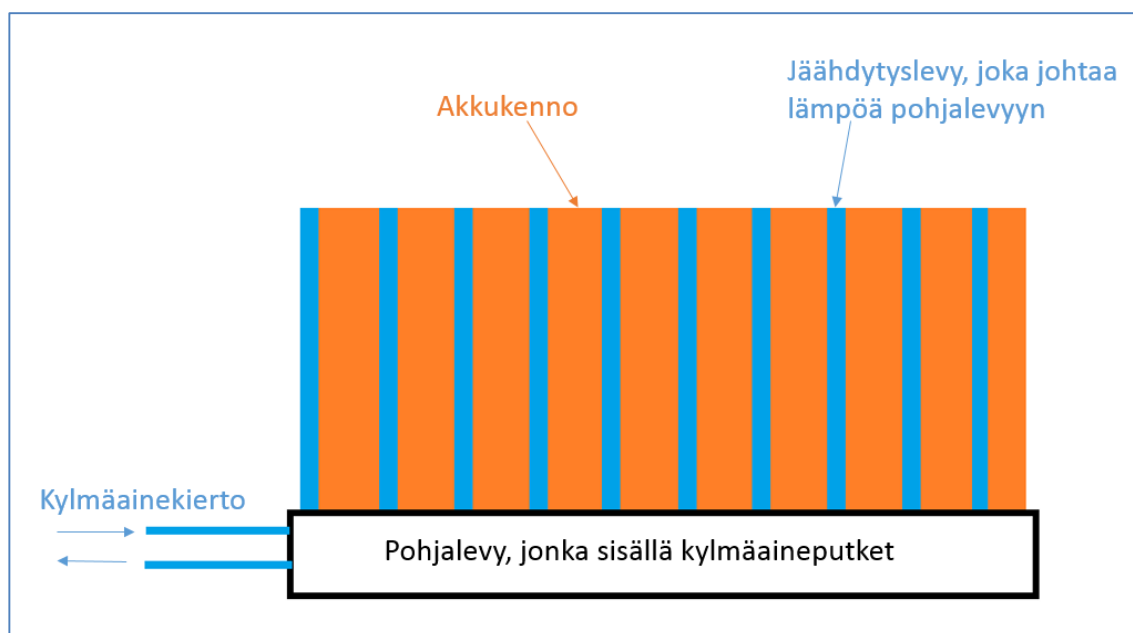 Akkukenno
Jäähdytyslevy, joka johtaa
lämpöä pohjalevyyn
Kylmäainekierto
Pohjalevy, jonka sisällä kylmäaineputket